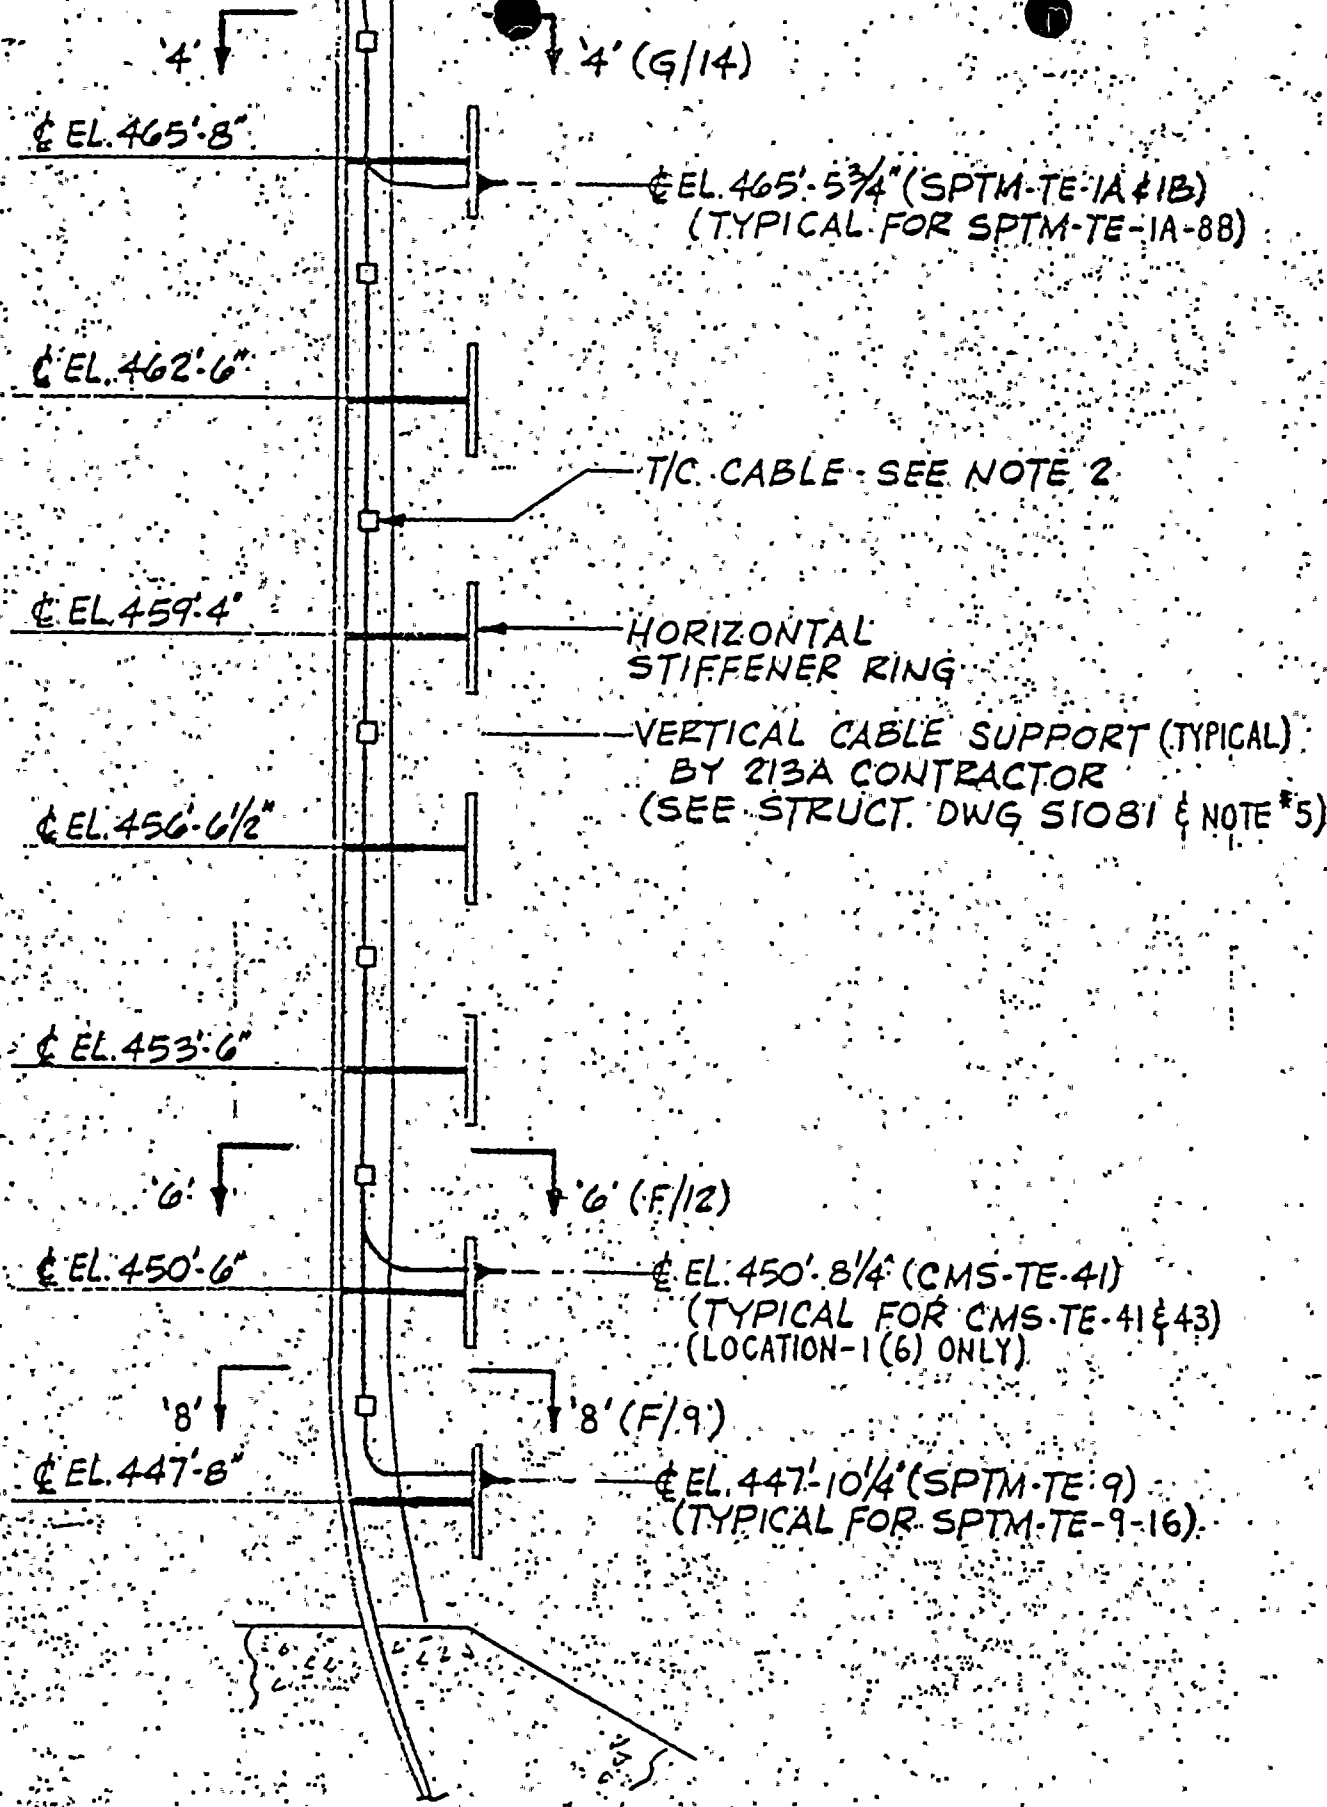 '4'
'4' (G/14)
℄ EL. 465'-8"
℄ EL. 465'-5¾" (SPTM-TE-1A & 1B)
(TYPICAL FOR SPTM-TE-1A-8B)
℄ EL. 462'-6"
T/C CABLE - SEE NOTE 2
℄ EL. 459'-4"
HORIZONTAL
STIFFENER RING
VERTICAL CABLE SUPPORT (TYPICAL)
BY 213A CONTRACTOR
(SEE STRUCT. DWG S1081 & NOTE #5)
℄ EL. 456'-6½"
℄ EL. 453'-6"
'6'
'6' (F/12)
℄ EL. 450'-6"
℄ EL. 450'-8¼" (CMS-TE-41)
(TYPICAL FOR CMS-TE-41 & 43)
(LOCATION-1 (6) ONLY)
'8'
'8' (F/9)
℄ EL. 447'-8"
℄ EL. 447'-10¼" (SPTM-TE-9)
(TYPICAL FOR SPTM-TE-9-16)